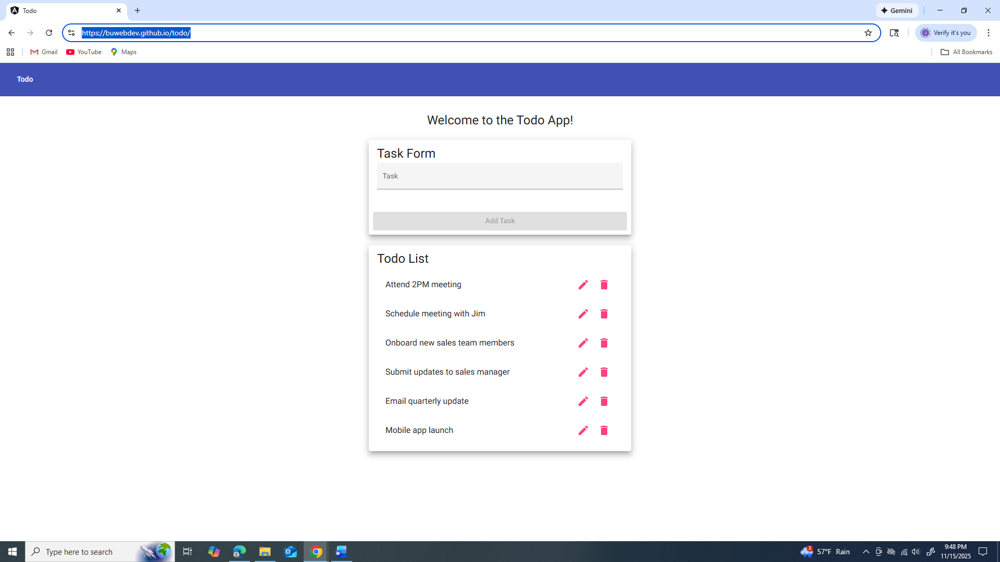 Todo
Gemini
https://buwebdev.github.io/todo/
J
Verify it's you
Gmail
YouTube
Maps
All Bookmarks
Todo
Welcome to the Todo App!
Task Form
Task
Add Task
Todo List
Attend 2PM meeting
Schedule meeting with Jim
Onboard new sales team members
Submit updates to sales manager
Email quarterly update
Mobile app launch
Type here to search
2
57°F Rain
9:48 PM
11/15/2025